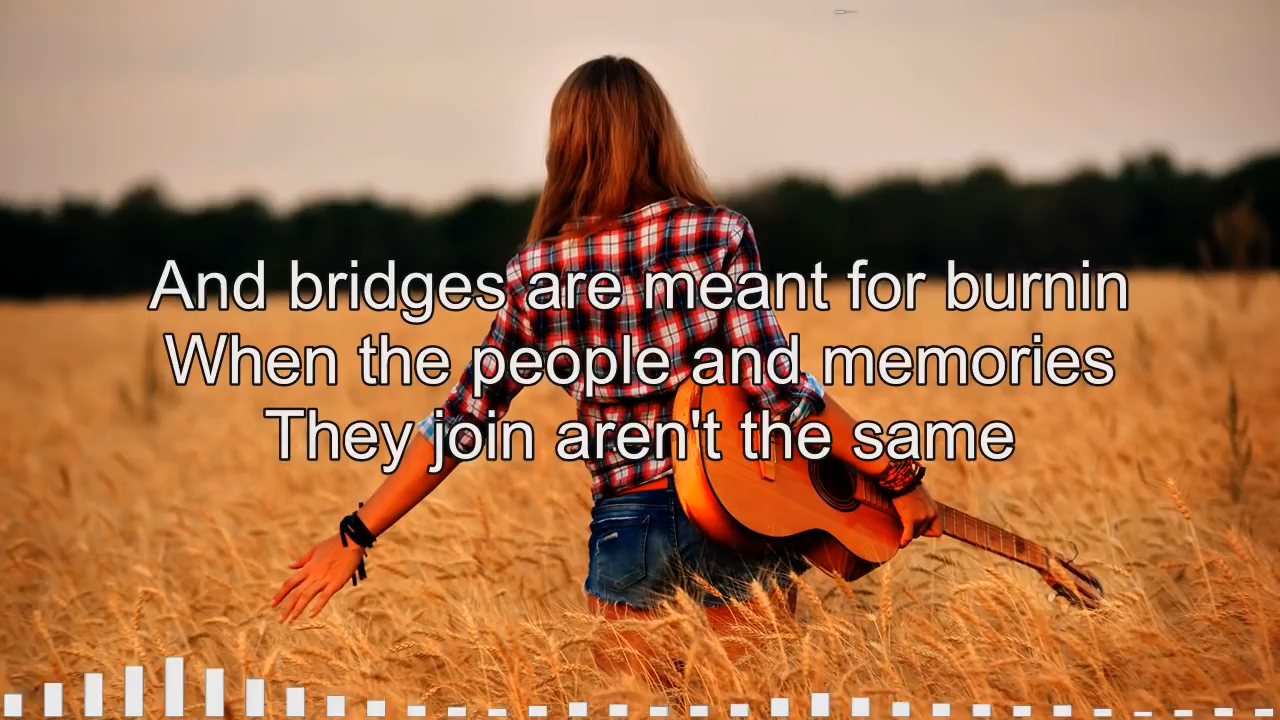 And bridges are meant for burnin
When the people and memories
They join aren't the same